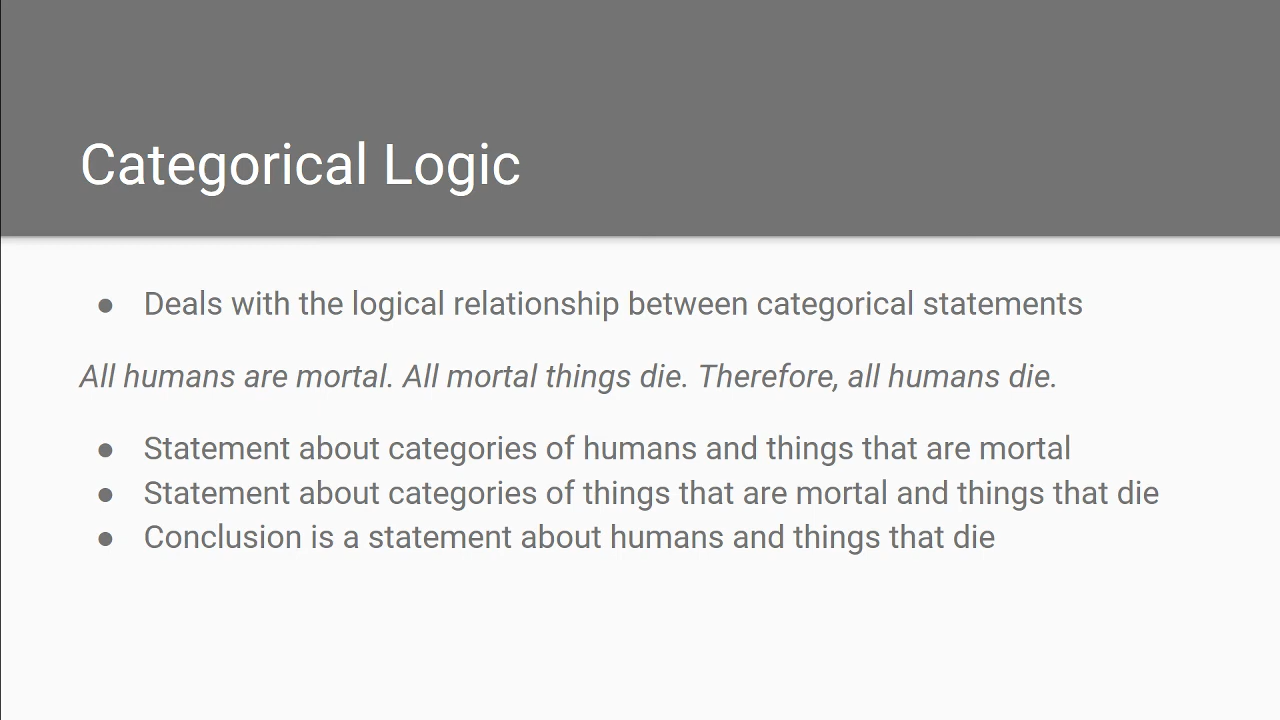 Categorical Logic
● Deals with the logical relationship between categorical statements
All humans are mortal. All mortal things die. Therefore, all humans die.
● Statement about categories of humans and things that are mortal
● Statement about categories of things that are mortal and things that die
● Conclusion is a statement about humans and things that die